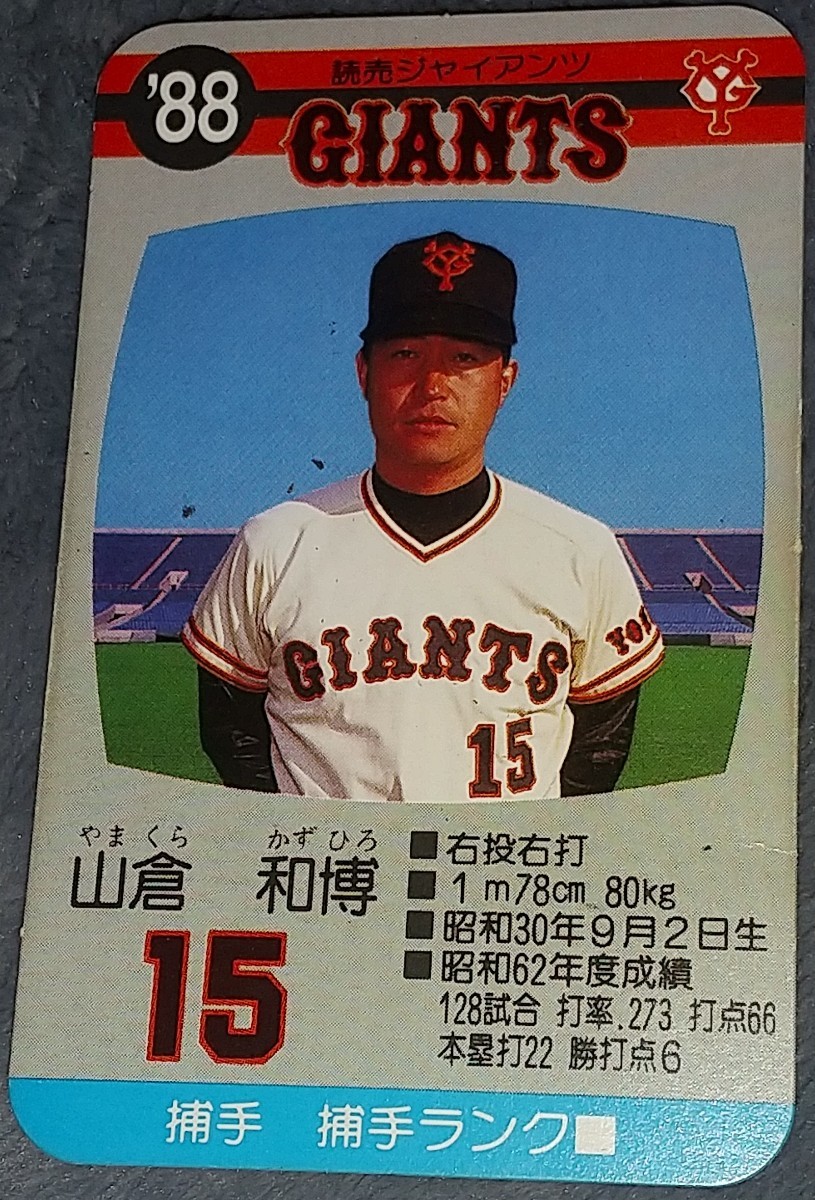 '88
読売ジャイアンツ
GIANTS
YG
YG
GIANTS
YO
15
やまくら かずひろ
山倉 和博
15
■右投右打
■1m78cm 80kg
■昭和30年9月2日生
■昭和62年度成績
128試合 打率.273 打点66
本塁打22 勝打点6
捕手 捕手ランク■